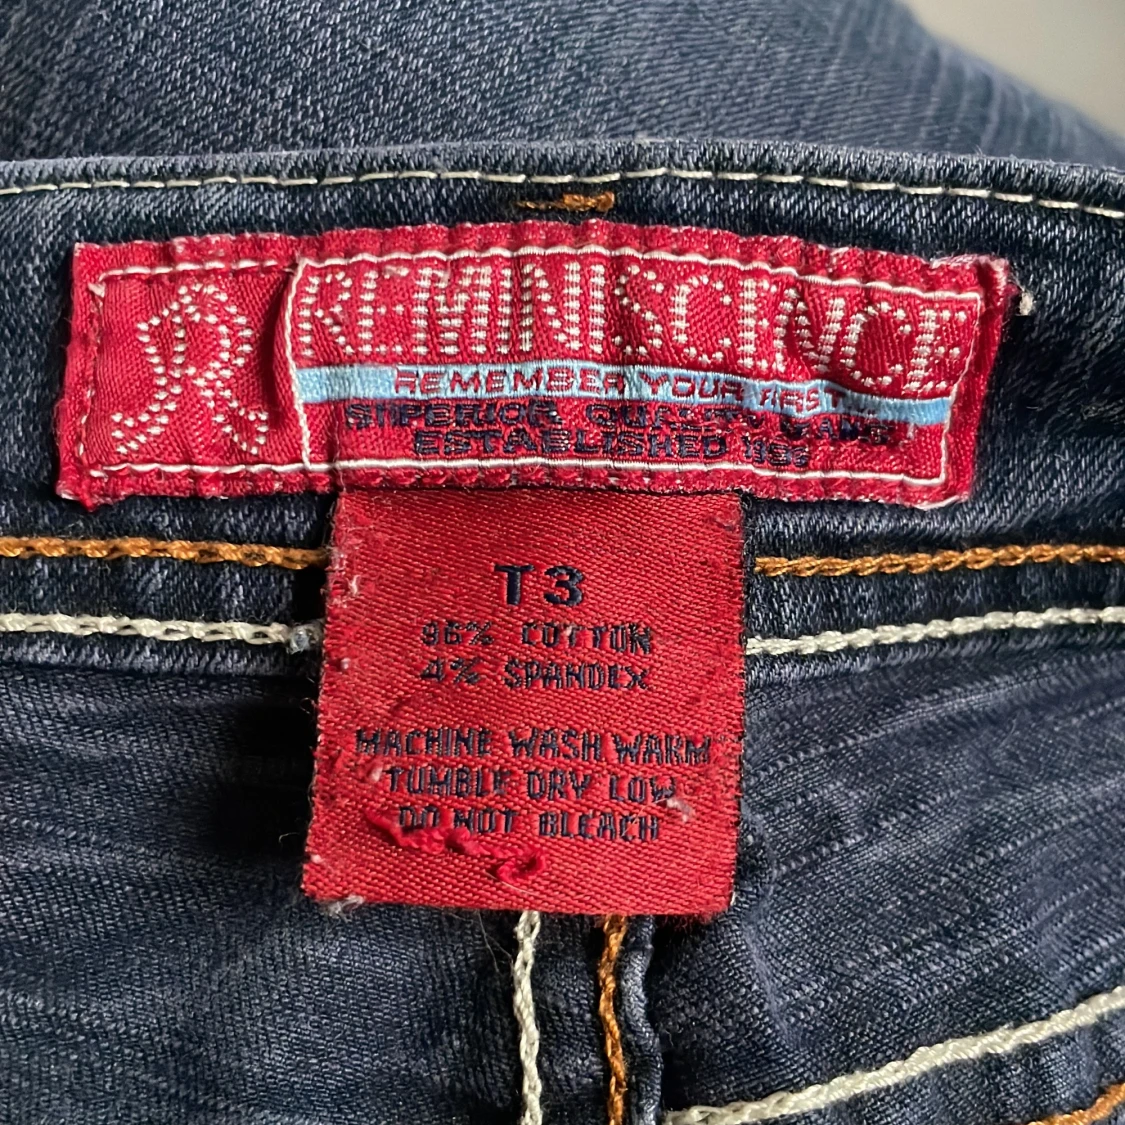 R
REMINISCENCE
REMEMBER YOUR FIRST...
SUPERIOR QUALITY JEANS
ESTABLISHED
T3
96% COTTON
4% SPANDEX
MACHINE WASH WARM
TUMBLE DRY LOW
DO NOT BLEACH